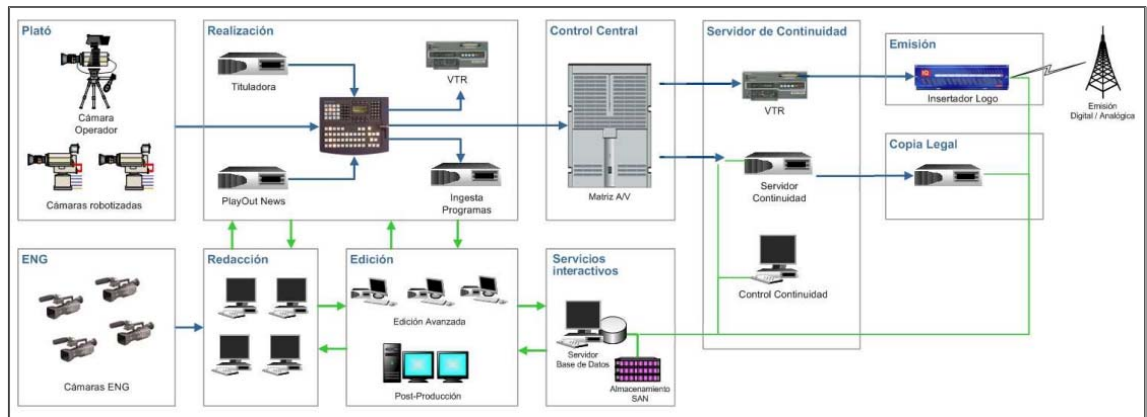 Plató
Cámara
Operador
Cámaras robotizadas
Realización
Tituladora
VTR
PlayOut News
Ingesta
Programas
Control Central
Matriz A/V
Servidor de Continuidad
VTR
Servidor
Continuidad
Control Continuidad
Emisión
Insertador Logo
Emisión
Digital / Analógica
Copia Legal
ENG
Cámaras ENG
Redacción
Edición
Edición Avanzada
Post-Producción
Servicios
interactivos
Servidor
Base de Datos
Almacenamiento
SAN